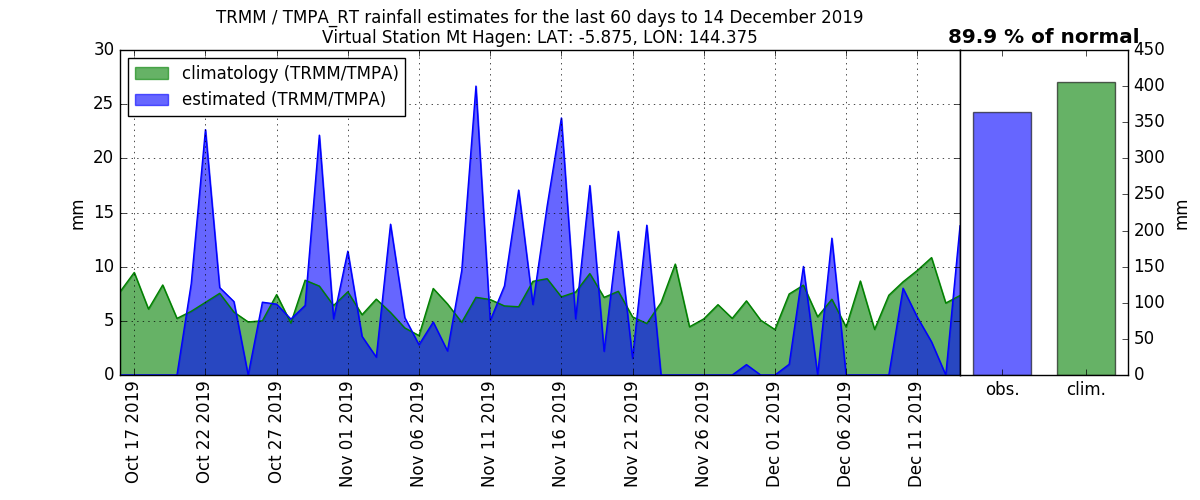 TRMM / TMPA_RT rainfall estimates for the last 60 days to 14 December 2019
Virtual Station Mt Hagen: LAT: -5.875, LON: 144.375
89.9 % of normal
climatology (TRMM/TMPA)
estimated (TRMM/TMPA)
30
25
20
15
10
5
0
mm
450
400
350
300
250
200
150
100
50
0
mm
Oct 17 2019
Oct 22 2019
Oct 27 2019
Nov 01 2019
Nov 06 2019
Nov 11 2019
Nov 16 2019
Nov 21 2019
Nov 26 2019
Dec 01 2019
Dec 06 2019
Dec 11 2019
obs.
clim.